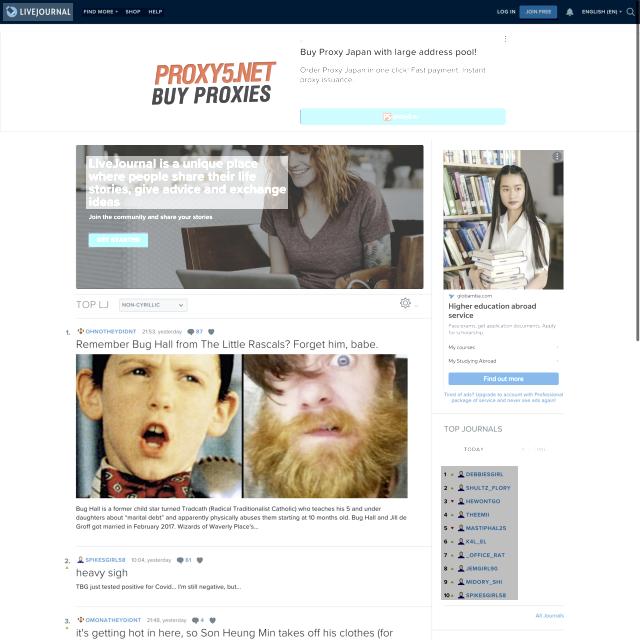 LIVEJOURNAL
FIND MORE SHOP HELP
LOG IN JOIN FREE ENGLISH (EN)
PROXY5.NET
BUY PROXIES
Buy Proxy Japan with large address pool!
Order Proxy Japan in one click! Fast payment. Instant
proxy issuance.
LiveJournal is a unique place
where people share their life
stories, give advice and exchange
ideas
Join the community and share your stories
GET STARTED
globalmba.com
Higher education abroad
service
Pass exams, get application documents. Apply
for scholarship.
My courses
My Studying Abroad
Find out more
Tired of ads? Upgrade to account with Professional
package of service and never see ads again!
TOP LJ NON-CYRILLIC
1. OHNOTHEYDIDNT 21:53, yesterday 87
Remember Bug Hall from The Little Rascals? Forget him, babe.
Bug Hall is a former child star turned Tradcath (Radical Traditionalist Catholic) who teaches his 5 and under
daughters about "marital debt" and apparently physically abuses them starting at 10 months old. Bug Hall and Jill de
Groff got married in February 2017. Wizards of Waverly Place's...
2. SPIKESGIRL58 10:04, yesterday 61
heavy sigh
TBG just tested positive for Covid... I'm still negative, but...
3. OMONATHEYDIDNT 21:48, yesterday 4
it's getting hot in here, so Son Heung Min takes off his clothes (for
TOP JOURNALS
TODAY
1 DEBBIESGIRL
2 SHULTZ_FLORY
3 HEWONTGO
4 THEEMII
5 MASTIPHAL25
6 K4L_EL
7 _OFFICE_RAT
8 JEMGIRL90
9 MIDORY_SHI
10 SPIKESGIRL58
All Journals